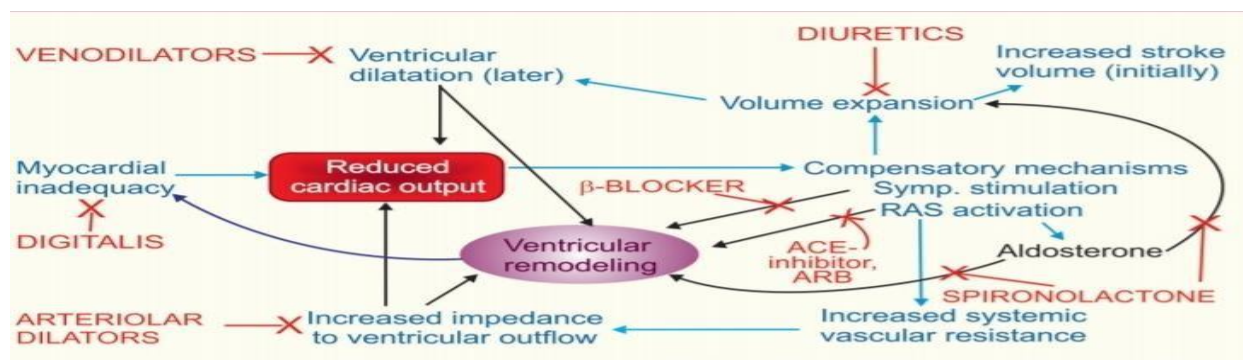 VENODILATORS
Ventricular
dilatation (later)
DIURETICS
Increased stroke
volume (initially)
Volume expansion
Myocardial
inadequacy
Reduced
cardiac output
Compensatory mechanisms
Symp. stimulation
RAS activation
β-BLOCKER
DIGITALIS
Ventricular
remodeling
ACE-
inhibitor,
ARB
Aldosterone
SPIRONOLACTONE
ARTERIOLAR
DILATORS
Increased impedance
to ventricular outflow
Increased systemic
vascular resistance